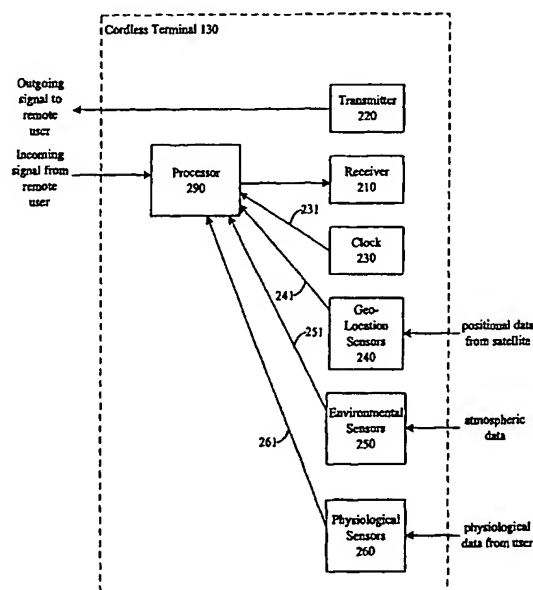 Cordless Terminal 130
Outgoing
signal to
remote
user
Transmitter
220
Incoming
signal from
remote
user
Processor
290
Receiver
210
231
Clock
230
241
Geo-
Location
Sensors
240
positional data
from satellite
251
Environmental
Sensors
250
atmospheric
data
261
Physiological
Sensors
260
physiological
data from user